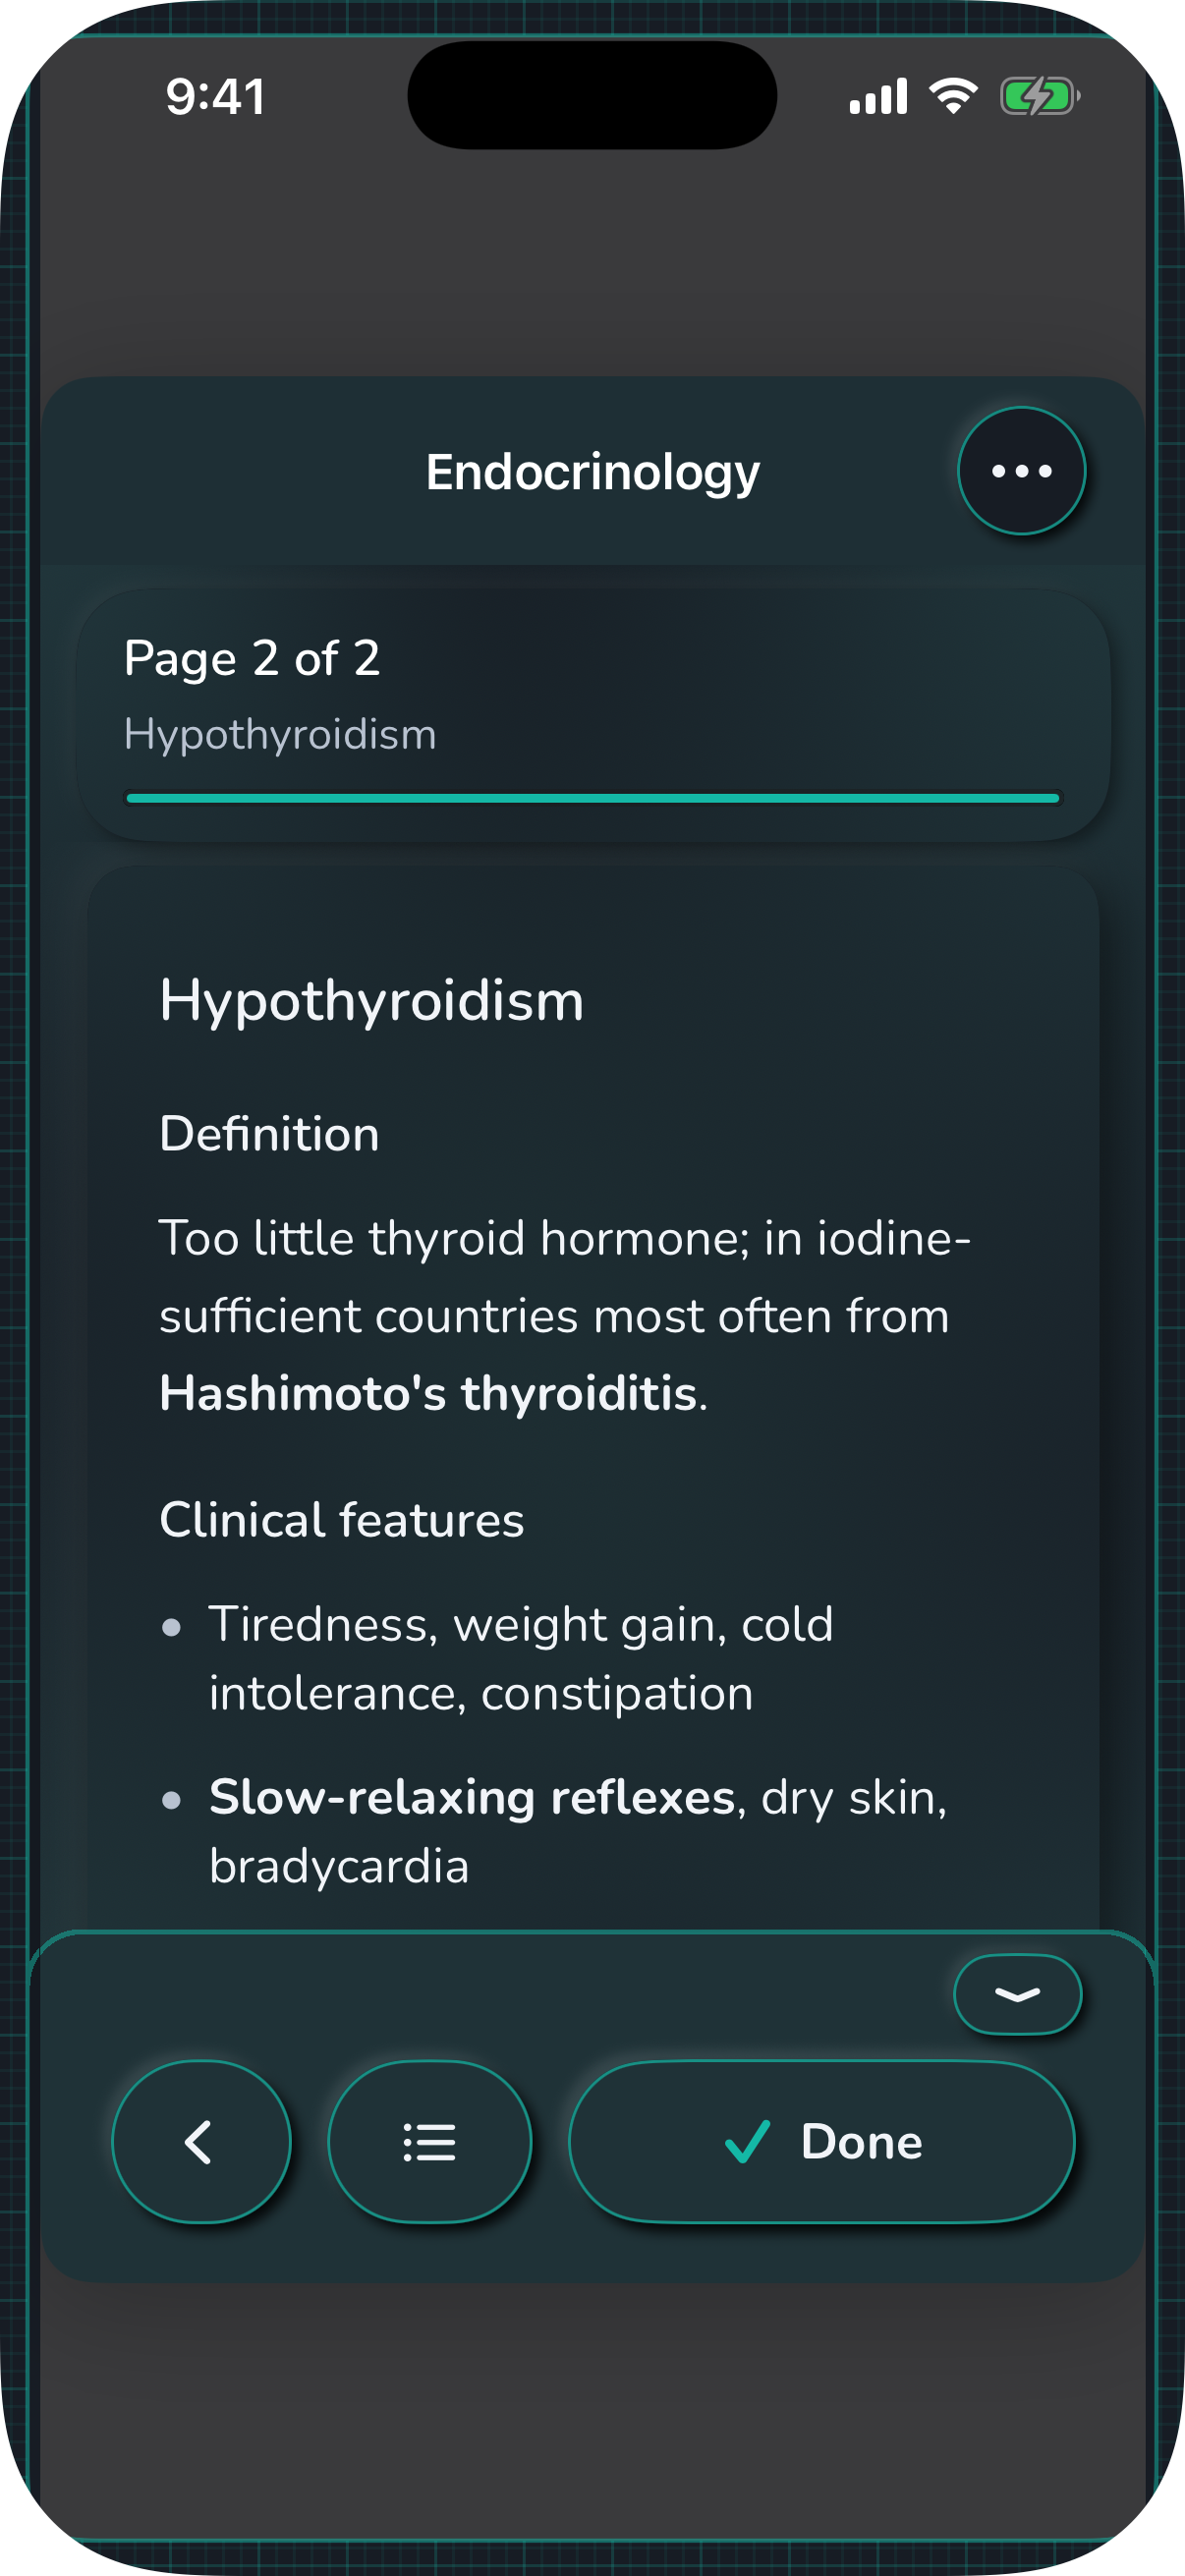 9:41
Endocrinology
Page 2 of 2
Hypothyroidism
Hypothyroidism
Definition
Too little thyroid hormone; in iodine-
sufficient countries most often from
Hashimoto's thyroiditis.
Clinical features
Tiredness, weight gain, cold
intolerance, constipation
Slow-relaxing reflexes, dry skin,
bradycardia
Done